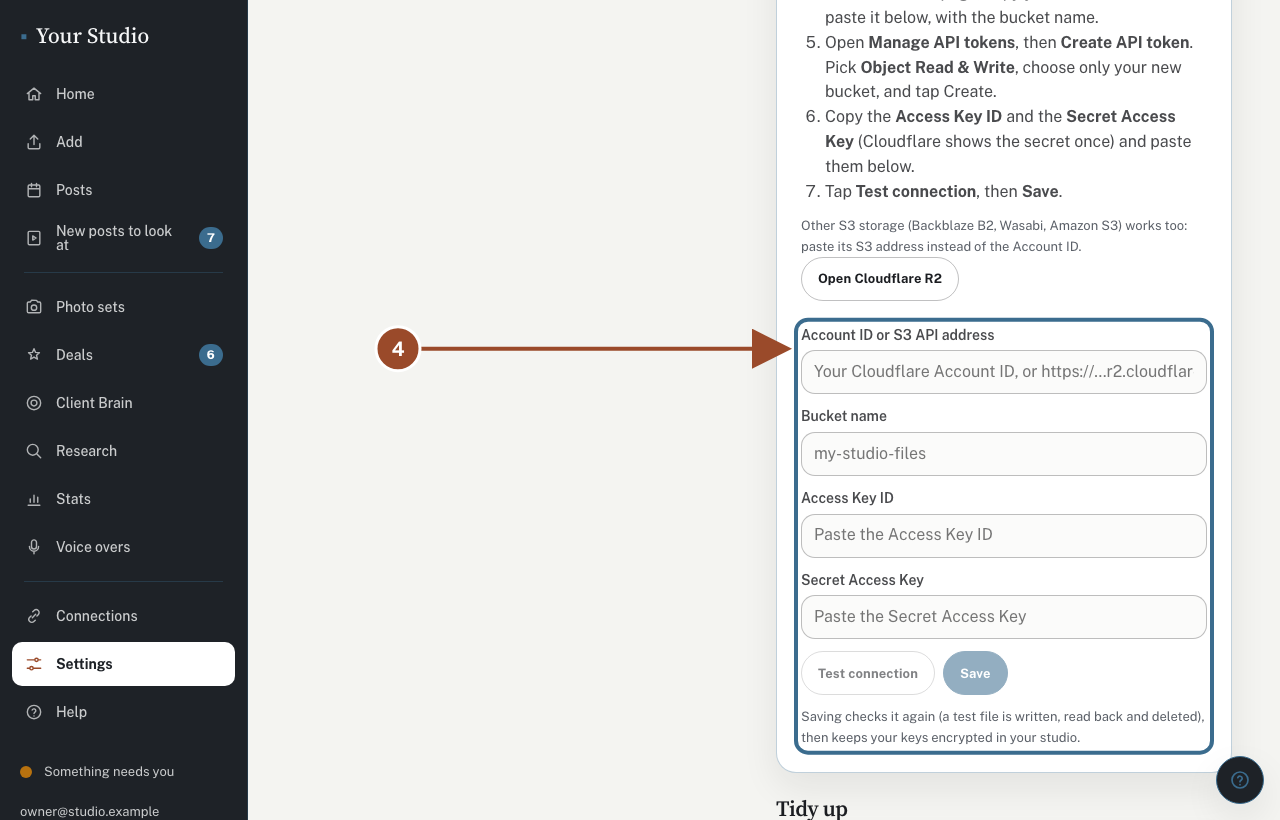 Your Studio
Home
Add
Posts
New posts to look
at
7
Photo sets
Deals
6
Client Brain
Research
Stats
Voice overs
Connections
Settings
Help
Something needs you
owner@studio.example
paste it below, with the bucket name.
5. Open Manage API tokens, then Create API token.
Pick Object Read & Write, choose only your new
bucket, and tap Create.
6. Copy the Access Key ID and the Secret Access
Key (Cloudflare shows the secret once) and paste
them below.
7. Tap Test connection, then Save.
Other S3 storage (Backblaze B2, Wasabi, Amazon S3) works too:
paste its S3 address instead of the Account ID.
Open Cloudflare R2
4
Account ID or S3 API address
Your Cloudflare Account ID, or https://...r2.cloudflar
Bucket name
my-studio-files
Access Key ID
Paste the Access Key ID
Secret Access Key
Paste the Secret Access Key
Test connection
Save
Saving checks it again (a test file is written, read back and deleted),
then keeps your keys encrypted in your studio.
Tidy up